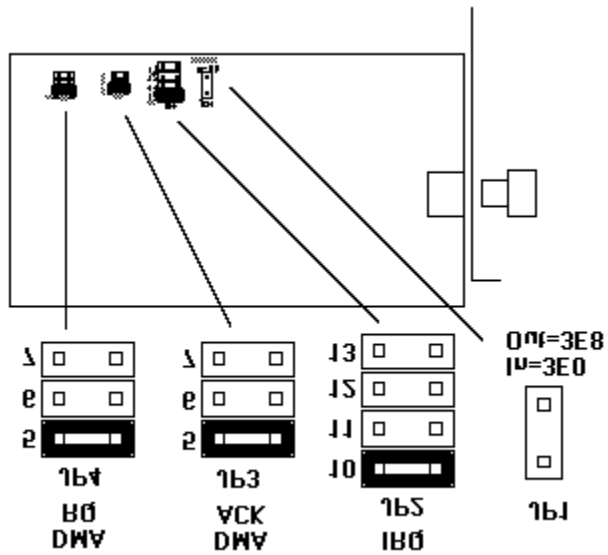 DMA
RQ
JP4
5
6
7
DMA
ACK
JP3
5
6
7
IRQ
JP2
10
11
12
13
JP1
In=3E0
Out=3E8